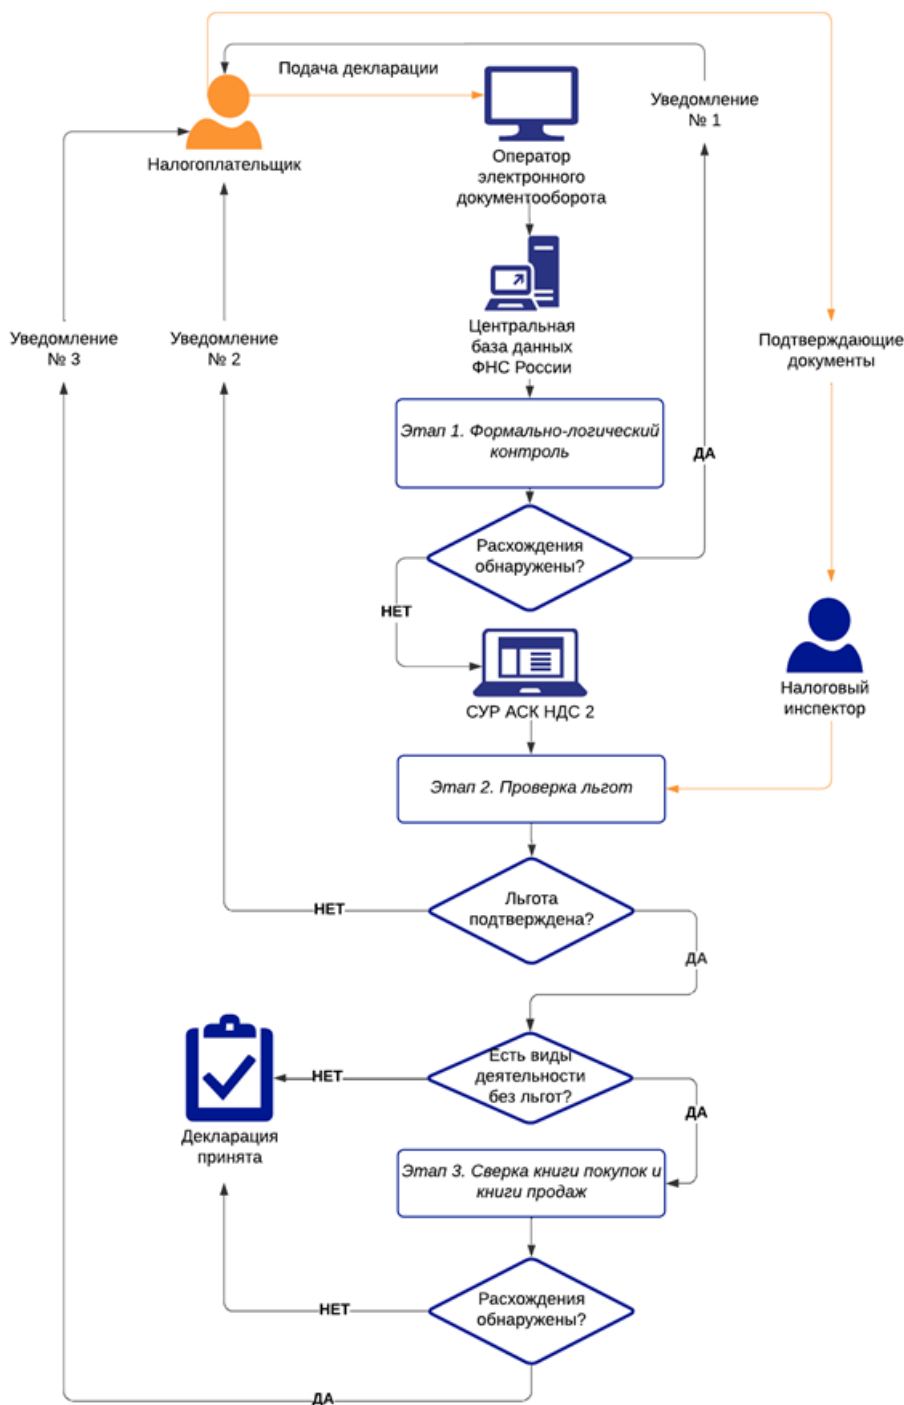 Подача декларации
Уведомление
№ 1
Налогоплательщик
Оператор
электронного
документооборота
Уведомление
№ 3
Уведомление
№ 2
Центральная
база данных
ФНС России
Подтверждающие
документы
Этап 1. Формально-логический
контроль
ДА
Расхождения
обнаружены?
НЕТ
СУР АСК НДС 2
Налоговый
инспектор
Этап 2. Проверка льгот
Льгота
подтверждена?
НЕТ
ДА
Есть виды
деятельности
без льгот?
НЕТ
ДА
Декларация
принята
Этап 3. Сверка книги покупок и
книги продаж
Расхождения
обнаружены?
НЕТ
ДА